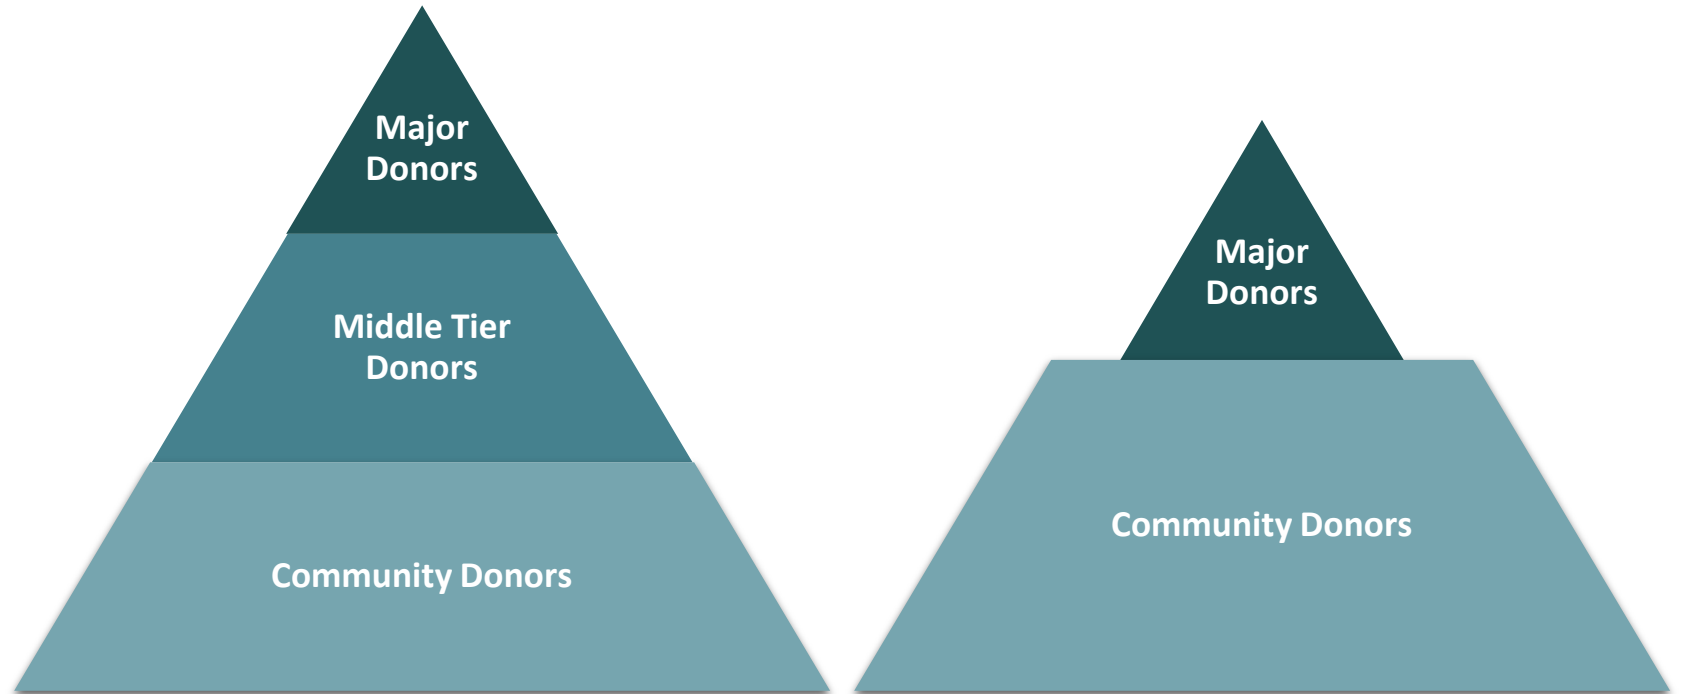 Major
Donors
Middle Tier
Donors
Community Donors
Major
Donors
Community Donors